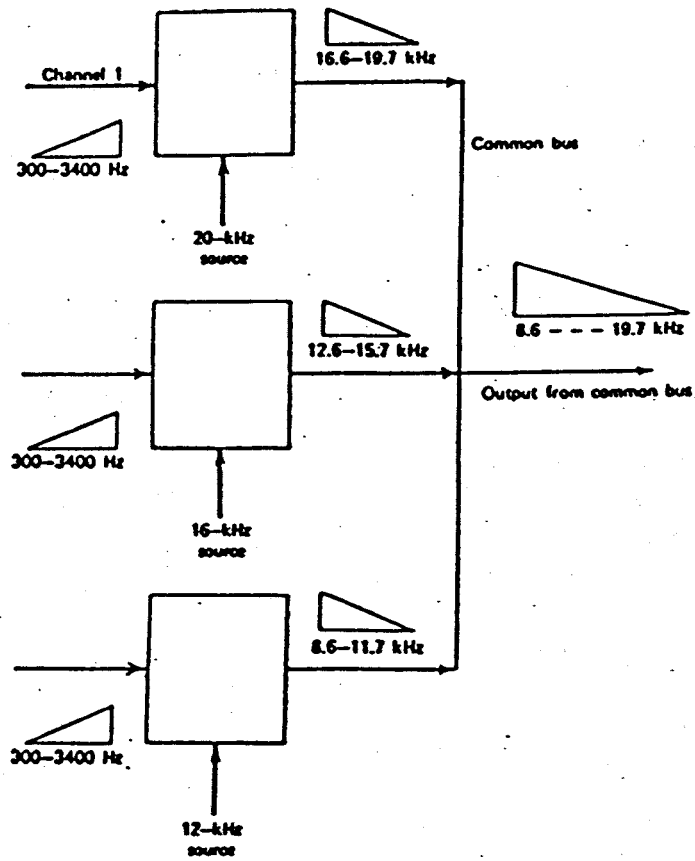 16.6—19.7 kHz
Channel 1
Common bus
300—3400 Hz
20—kHz
source
8.6 — — — 19.7 kHz
12.6—15.7 kHz
Output from common bus
300—3400 Hz
16—kHz
source
8.6—11.7 kHz
300—3400 Hz
12—kHz
source